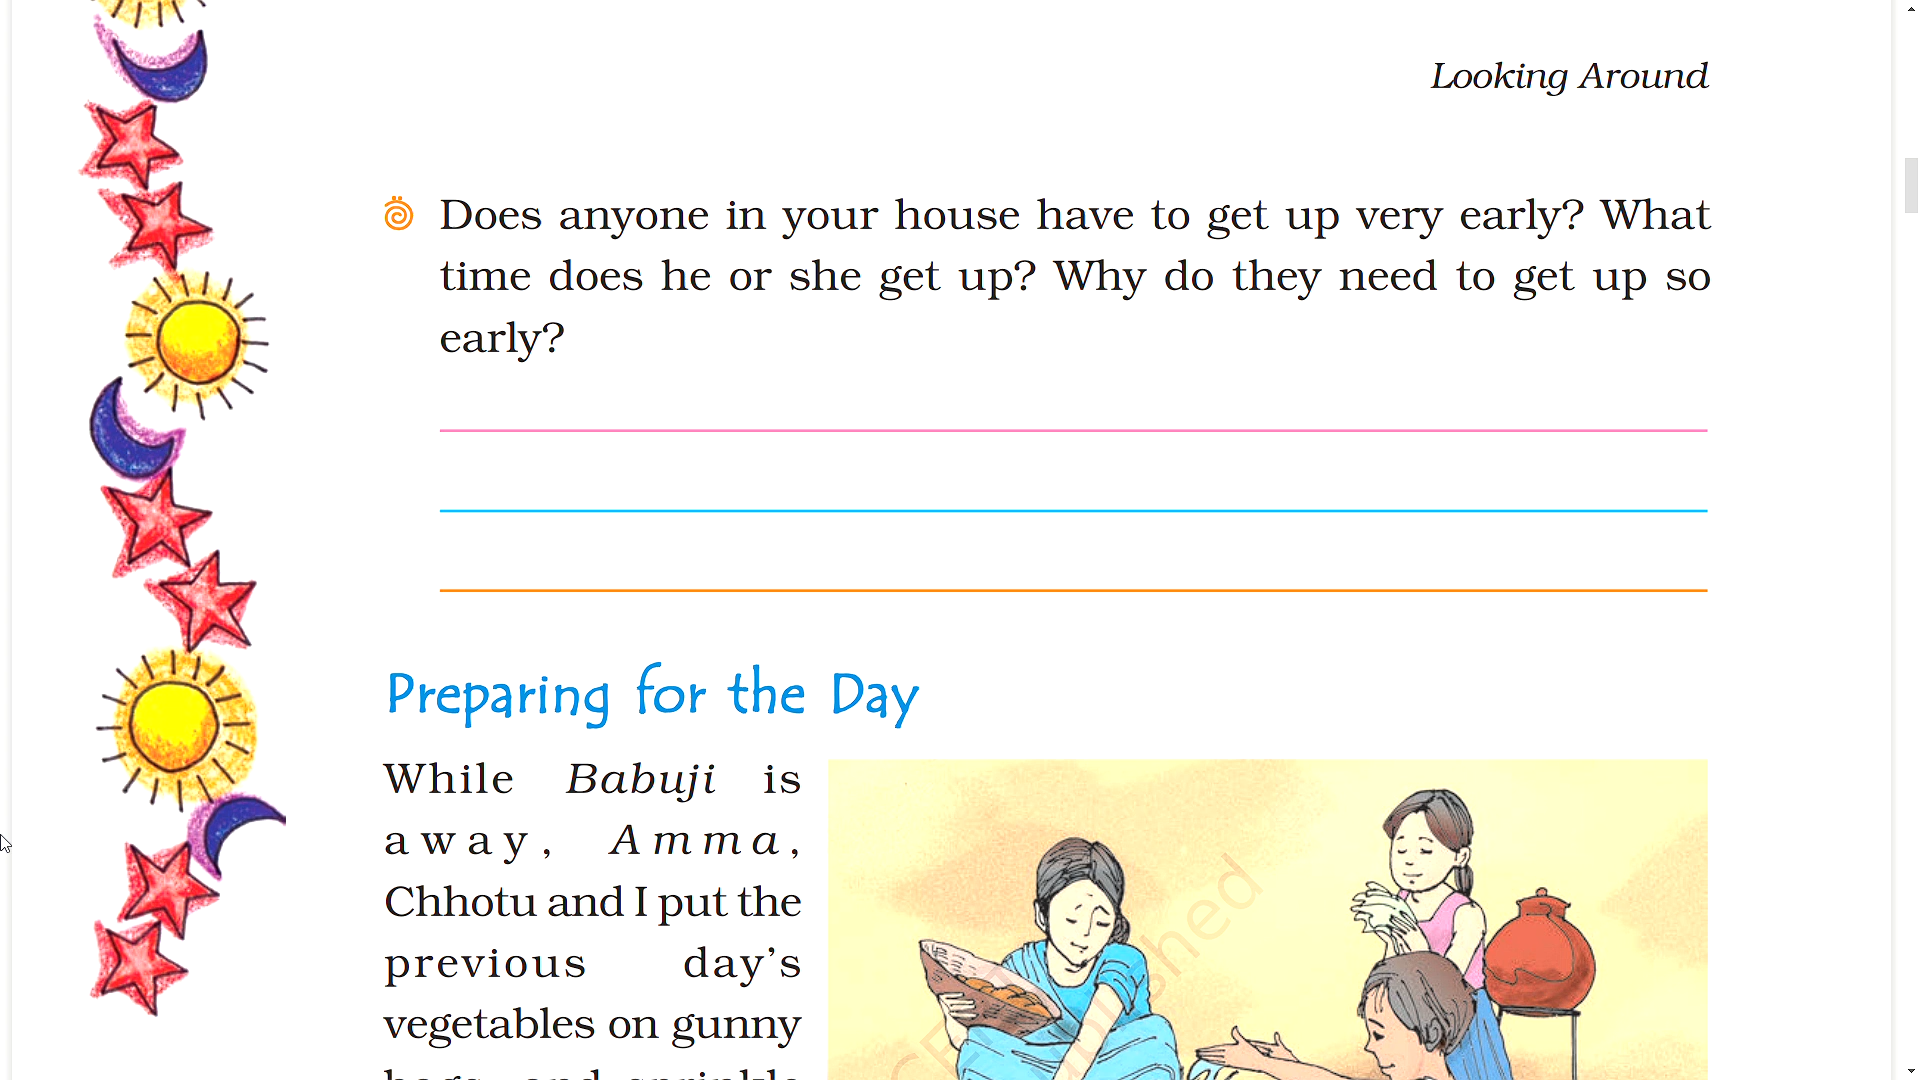 Looking Around
Does anyone in your house have to get up very early? What
time does he or she get up? Why do they need to get up so
early?
Preparing for the Day
While Babuji is
away, Amma,
Chhotu and I put the
previous day's
vegetables on gunny